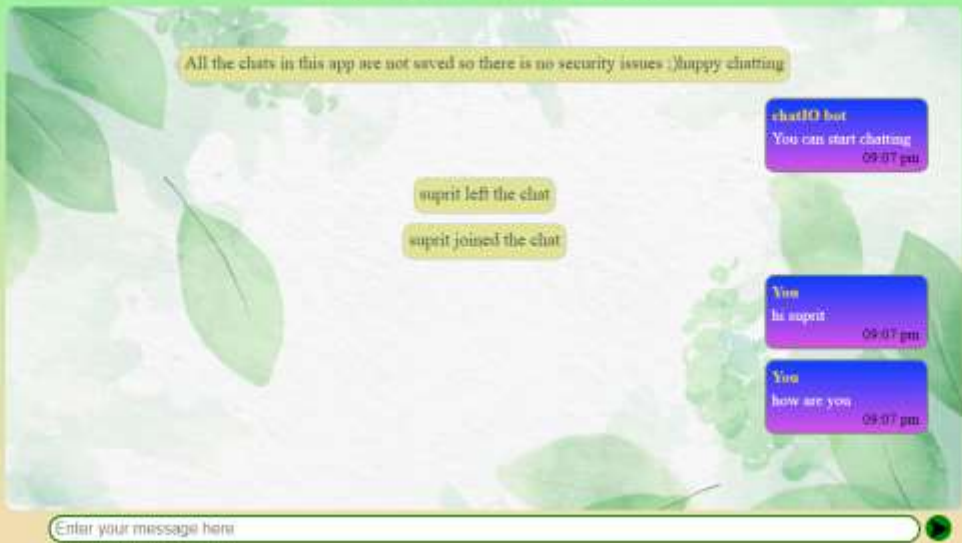 All the chats in this app are not saved so there is no security issues :)happy chatting
chatIO bot
You can start chatting
09:07 pm
suprit left the chat
suprit joined the chat
You
hi suprit
09:07 pm
You
how are you
09:07 pm
Enter your message here